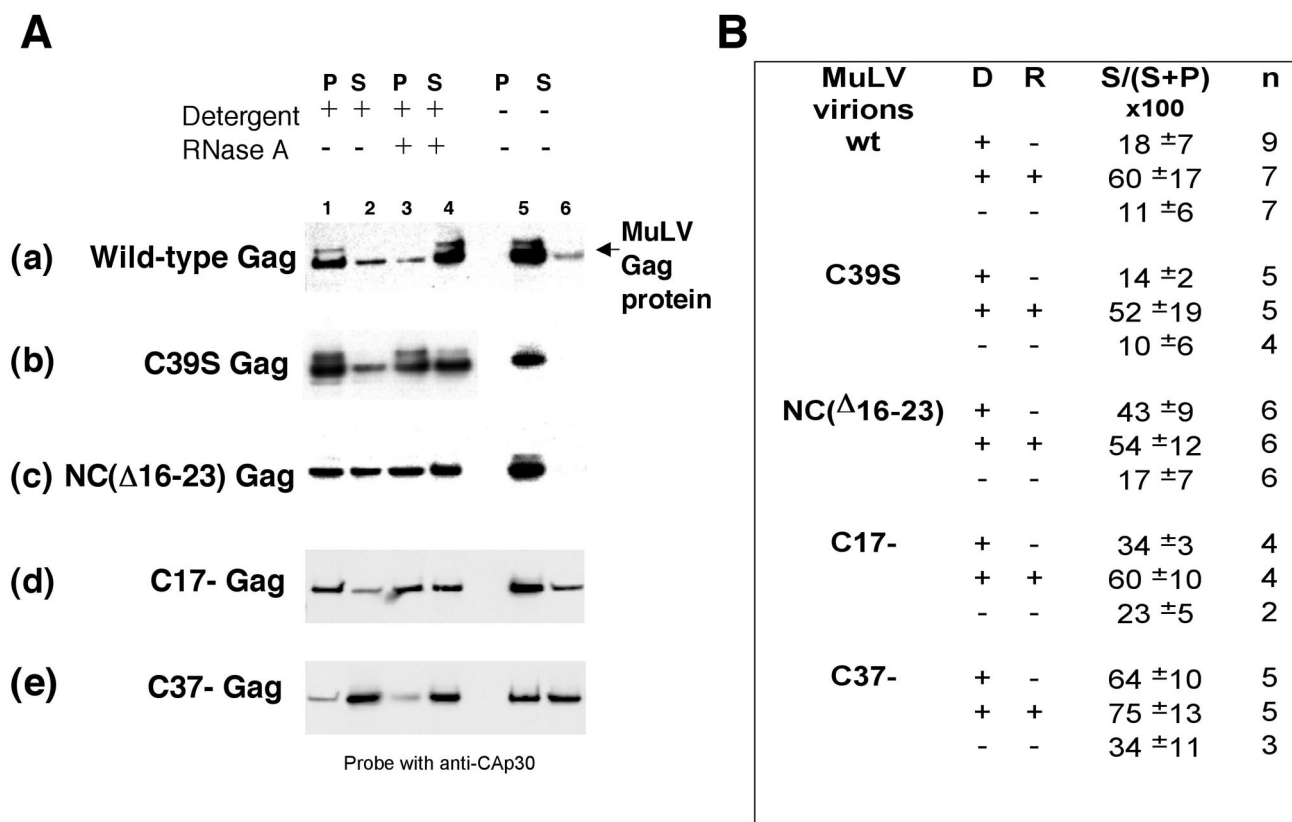 A
P S P S P S
Detergent + + + + - -
RNase A - - + + - -
1 2 3 4 5 6
(a) Wild-type Gag
MuLV
Gag
protein
(b) C39S Gag
(c) NC(Δ16-23) Gag
(d) C17- Gag
(e) C37- Gag
Probe with anti-CAp30
B
MuLV D R S/(S+P) n
virions x100
wt + - 18 ±7 9
+ + 60 ±17 7
- - 11 ±6 7
C39S + - 14 ±2 5
+ + 52 ±19 5
- - 10 ±6 4
NC(Δ16-23) + - 43 ±9 6
+ + 54 ±12 6
- - 17 ±7 6
C17- + - 34 ±3 4
+ + 60 ±10 4
- - 23 ±5 2
C37- + - 64 ±10 5
+ + 75 ±13 5
- - 34 ±11 3